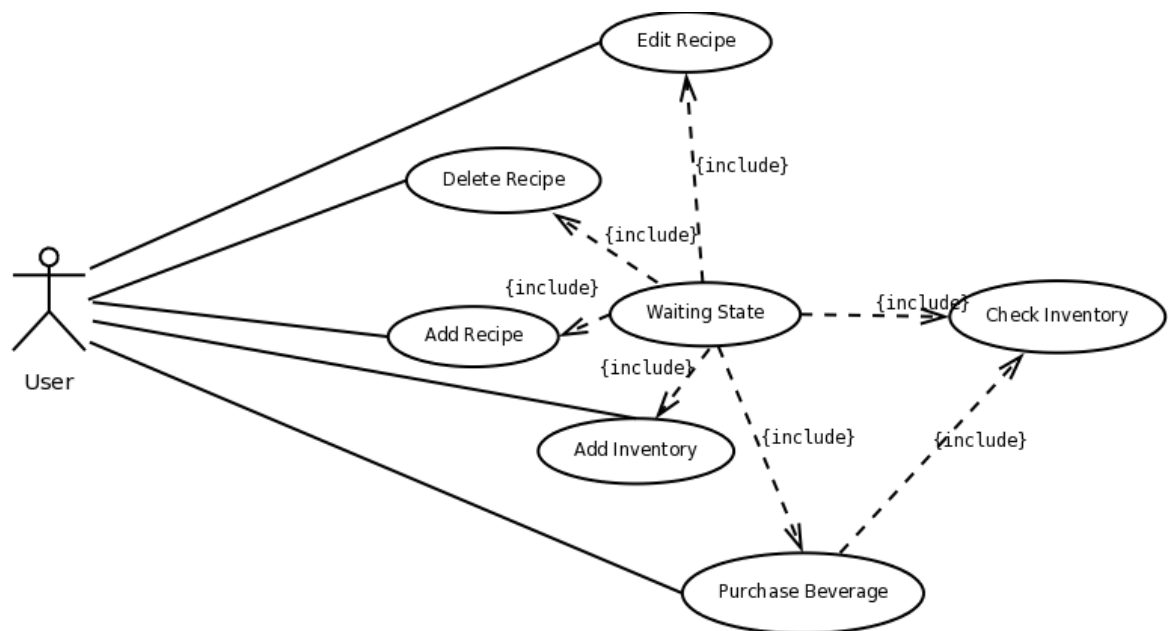 Edit Recipe
{include}
Delete Recipe
{include}
{include}
Waiting State
{include}
Check Inventory
Add Recipe
User
{include}
Add Inventory
{include}
{include}
Purchase Beverage